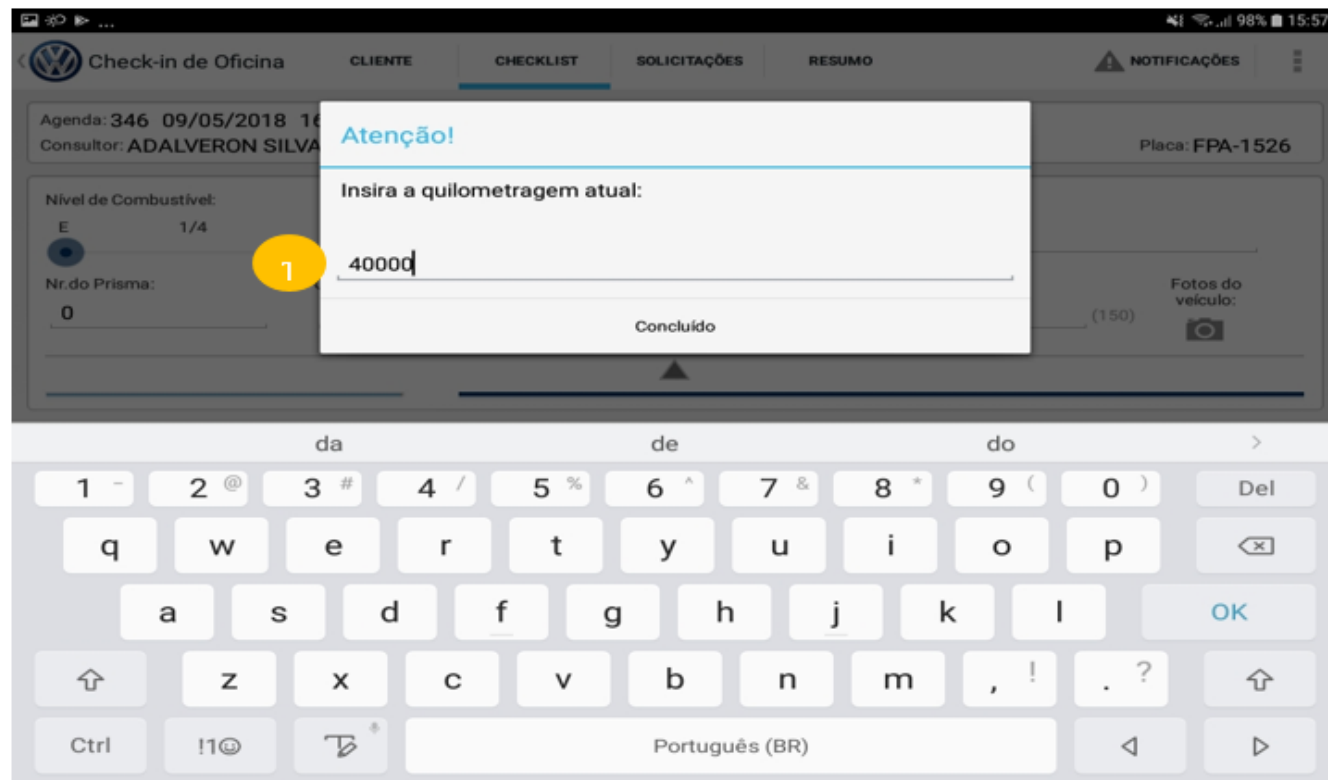 ... 98% 15:57
Check-in de Oficina CLIENTE CHECKLIST SOLICITAÇÕES RESUMO NOTIFICAÇÕES
Agenda: 346 09/05/2018
Consultor: ADALVERON SILVA Placa: FPA-1526
Atenção!
Insira a quilometragem atual:
Nível de Combustível:
E 1/4
1 40000
Nr.do Prisma: Fotos do
veículo:
0 (150)
Concluído
da de do >
1 - 2 @ 3 # 4 / 5 % 6 ^ 7 & 8 * 9 ( 0 ) Del
q w e r t y u i o p
a s d f g h j k l OK
z x c v b n m , ! . ?
Ctrl !1☺ T Português (BR)